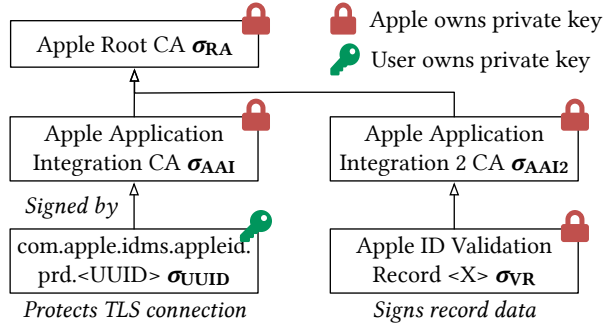 Apple Root CA σRA
Apple owns private key
User owns private key
Apple Application
Integration CA σAAI
Apple Application
Integration 2 CA σAAI2
Signed by
com.apple.idms.appleid.
prd.<UUID> σUUID
Apple ID Validation
Record <X> σVR
Protects TLS connection
Signs record data